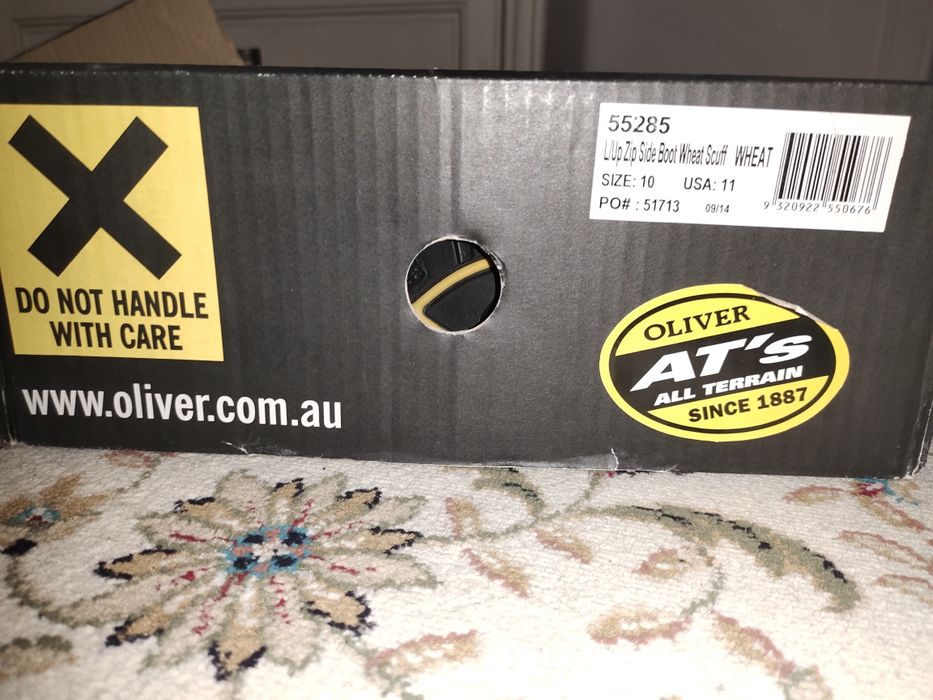 DO NOT HANDLE
WITH CARE
www.oliver.com.au
55285
L/Up Zip Side Boot Wheat Scuff WHEAT
SIZE: 10 USA: 11
PO# : 51713 09/14
9 320922 550676
OLIVER
AT'S
ALL TERRAIN
SINCE 1887